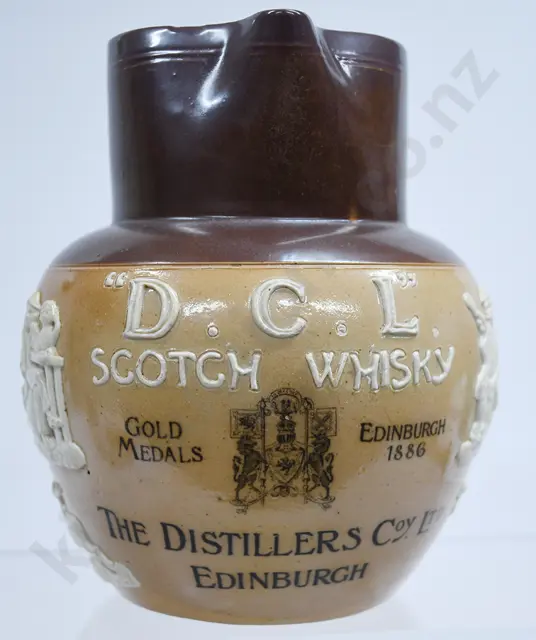 "D.C.L".
SCOTCH WHISKY
GOLD MEDALS
EDINBURGH 1886
THE DISTILLERS Coy. LTD
EDINBURGH